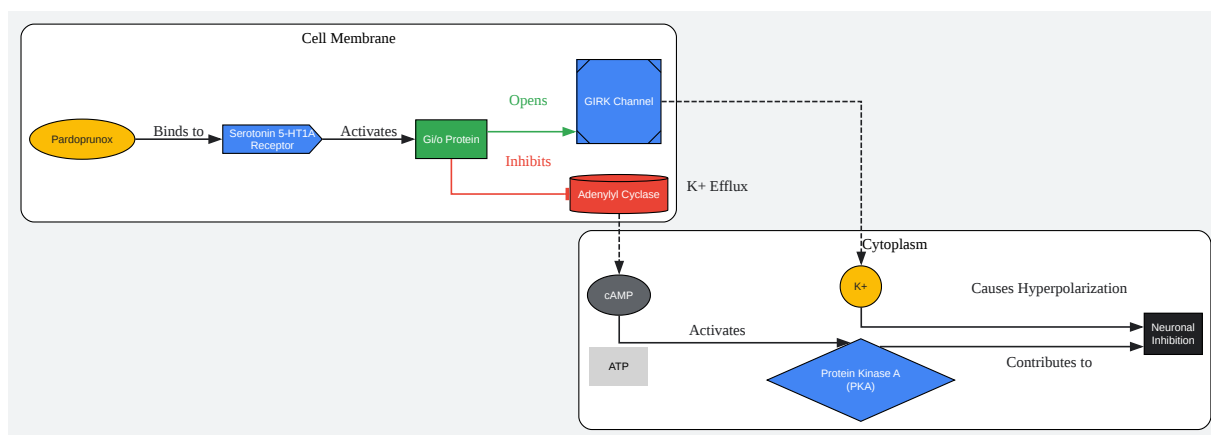 Cell Membrane
Opens
GIRK Channel
Pardoprunox
Binds to
Serotonin 5-HT1A
Receptor
Activates
Gi/o Protein
Inhibits
Adenylyl Cyclase
K+ Efflux
Cytoplasm
cAMP
K+
Causes Hyperpolarization
Activates
Neuronal
Inhibition
ATP
Protein Kinase A
(PKA)
Contributes to